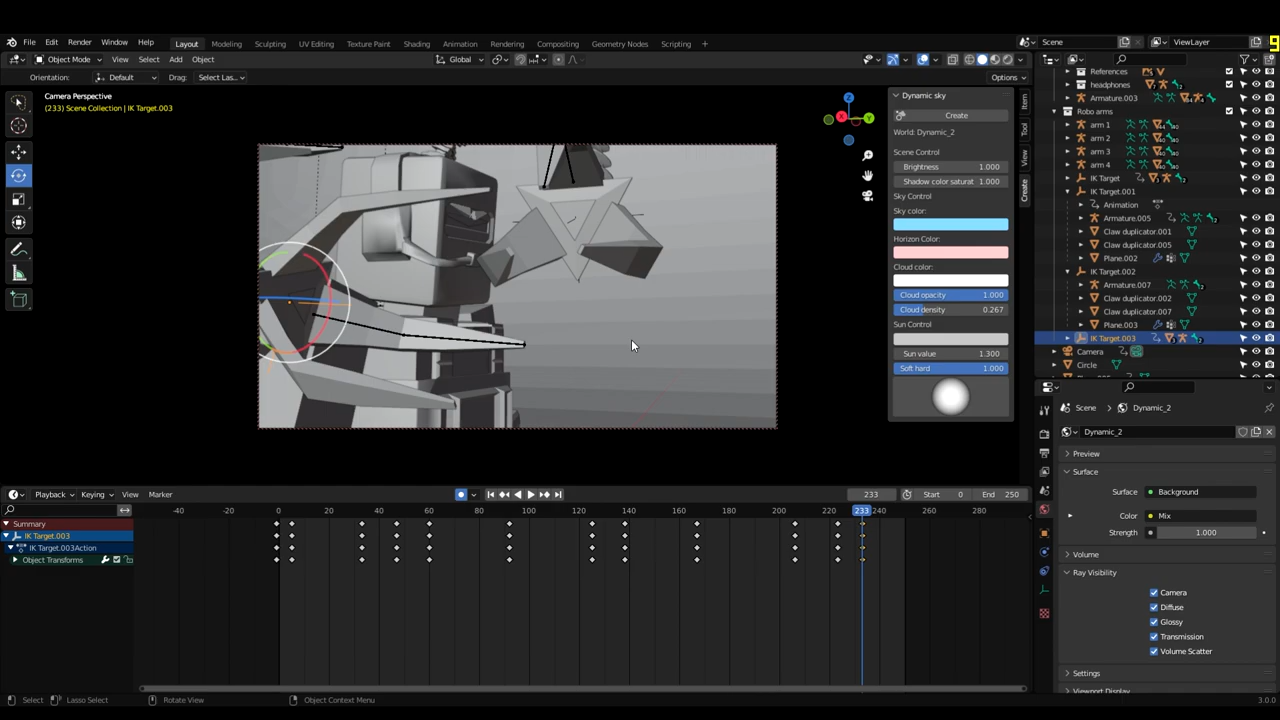 File Edit Render Window Help Layout Modeling Sculpting UV Editing Texture Paint Shading Animation Rendering Compositing Geometry Nodes Scripting + Scene ViewLayer
Object Mode View Select Add Object Global
Orientation: Default Drag: Select Las... Options
Camera Perspective
(233) Scene Collection | IK Target.003
Z
X
Y
Dynamic sky
Create
World: Dynamic_2
Scene Control
Brightness 1.000
Shadow color saturat 1.000
Sky Control
Sky color:
Horizon Color:
Cloud color:
Cloud opacity 1.000
Cloud density 0.267
Sun Control
Sun value 1.300
Soft hard 1.000
Item
Tool
View
Create
References
headphones
Armature.003
Robo arms
arm 1
arm 2
arm 3
arm 4
IK Target
IK Target.001
Animation
Armature.005
Claw duplicator.001
Claw duplicator.005
Plane.002
IK Target.002
Armature.007
Claw duplicator.002
Claw duplicator.007
Plane.003
IK Target.003
Camera
Circle
Scene Dynamic_2
Dynamic_2
Preview
Surface
Surface Background
Color Mix
Strength 1.000
Volume
Ray Visibility
Camera
Diffuse
Glossy
Transmission
Volume Scatter
Settings
Viewport Display
Playback Keying View Marker 233 Start 0 End 250
-40 -20 0 20 40 60 80 100 120 140 160 180 200 220 233 240 260 280
Summary
IK Target.003
IK Target.003Action
Object Transforms
Select Lasso Select Rotate View Object Context Menu 3.0.0